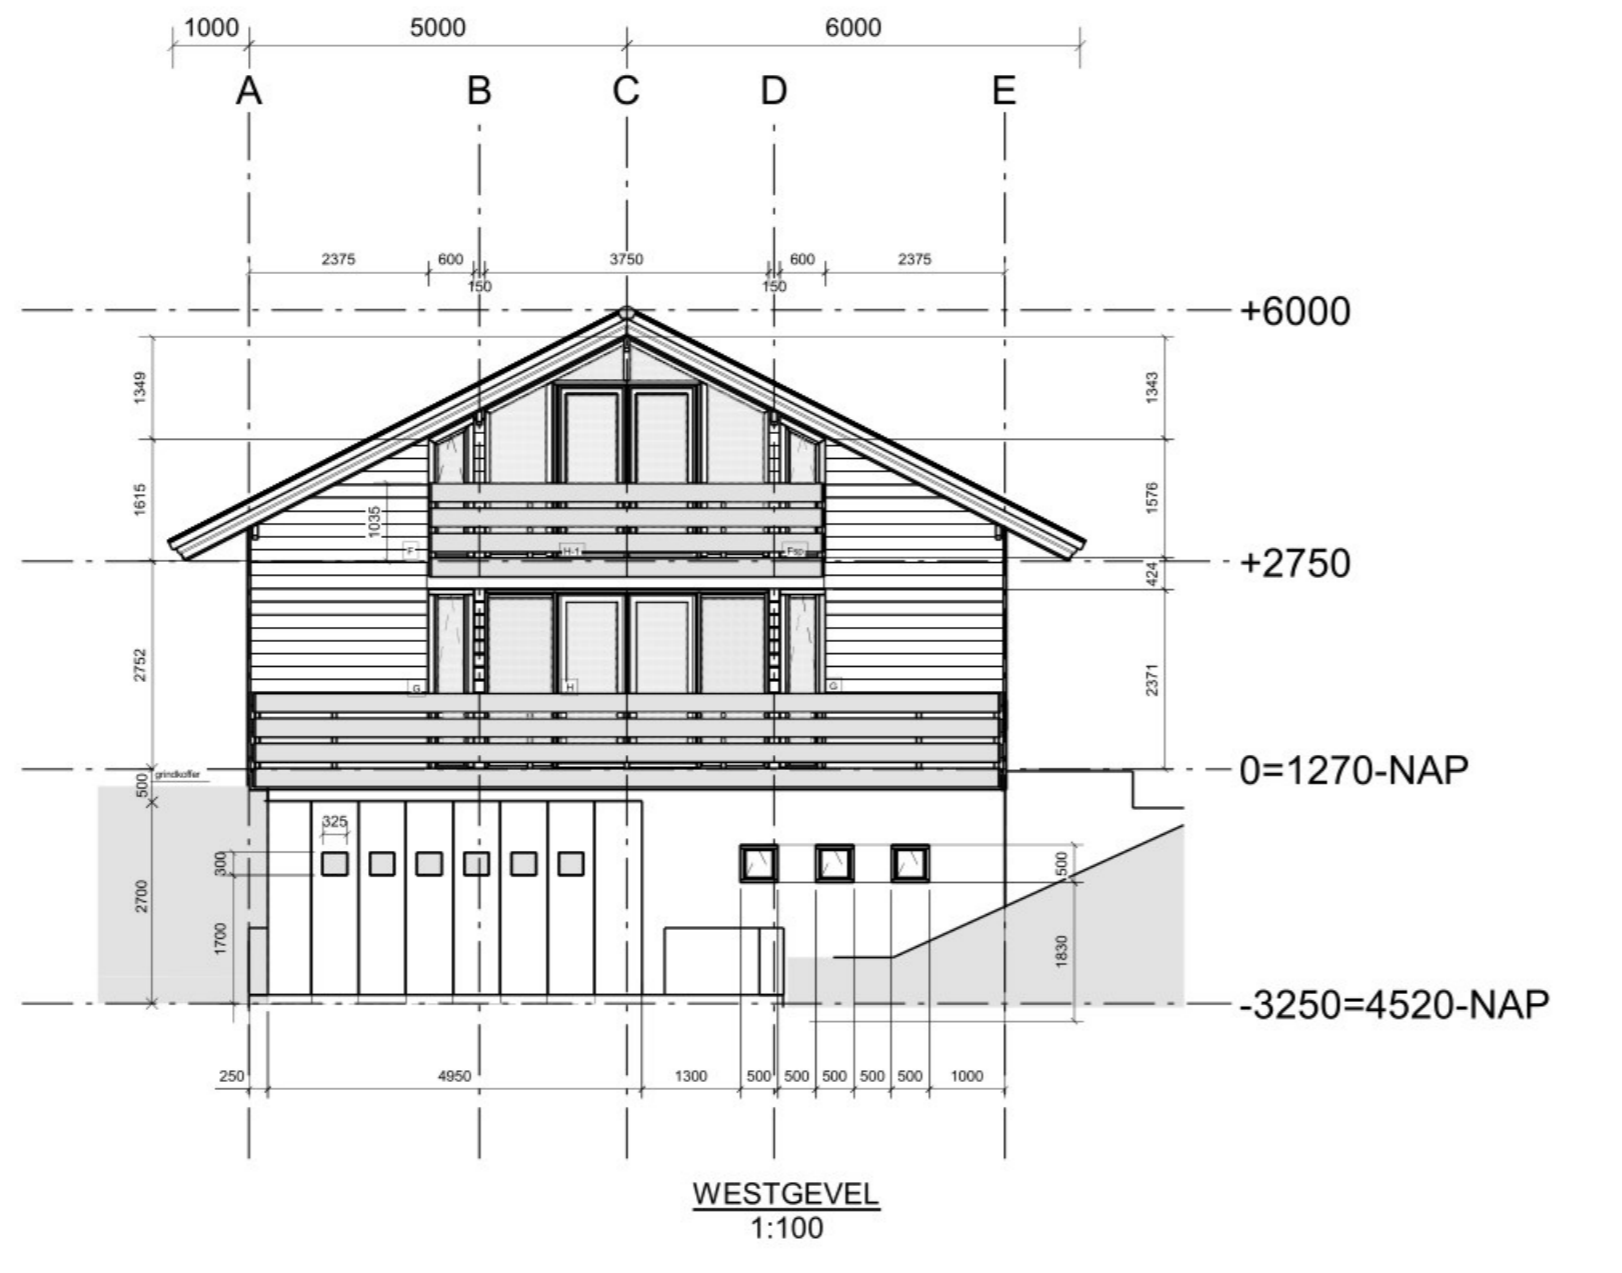 1000 5000 6000
A B C D E
2375 600 3750 600 2375
150 150
+6000
1349 1343
1615 1035 1576
F H-1 Fsp
+2750
424
2752 2371
G H G
0=1270-NAP
500 grindkoffer
325
300 500
2700 1700 1830
-3250=4520-NAP
250 4950 1300 500 500 500 500 500 1000
WESTGEVEL
1:100